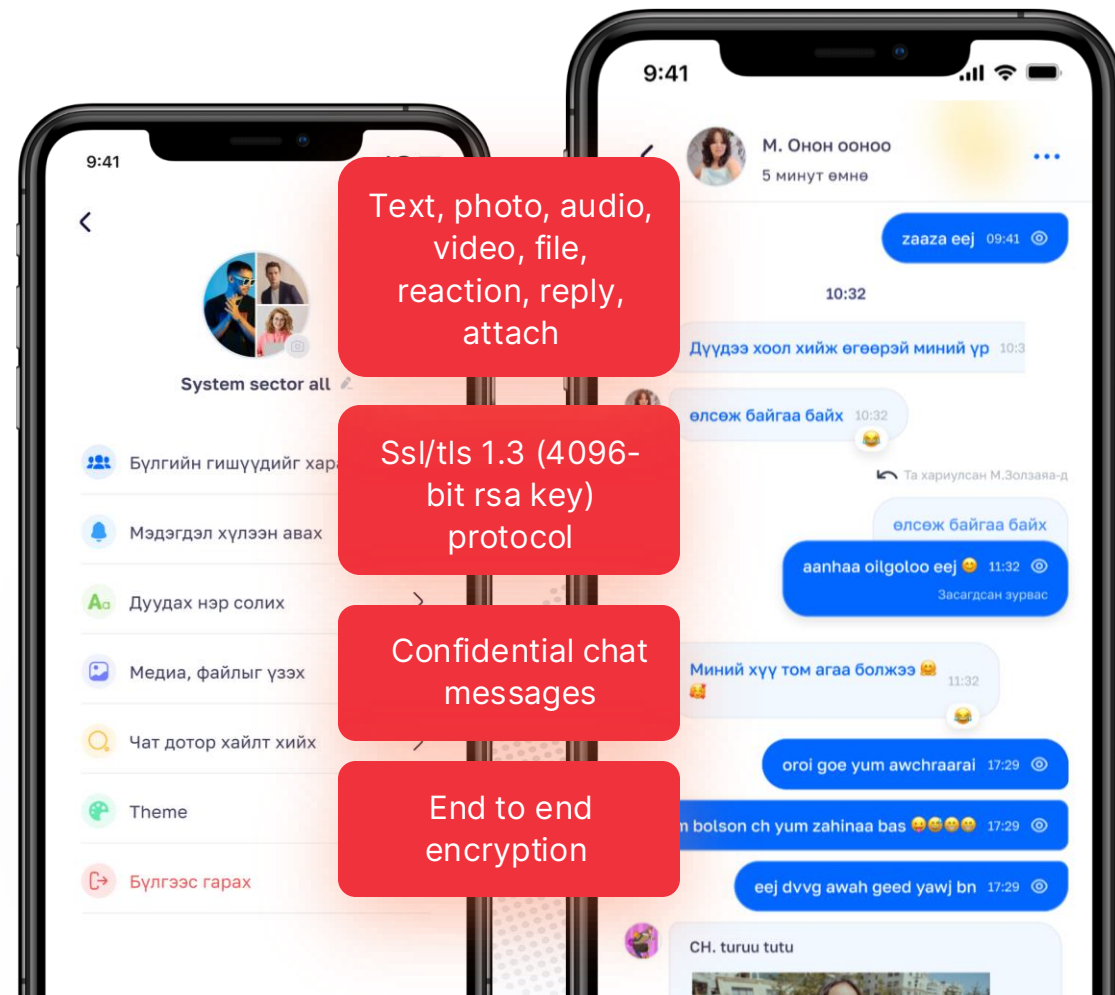 9:41
System sector all
Бүлгийн гишүүдийг
Мэдэгдэл хүлээн авах
Aa Дуудах нэр солих
Медиа, файлыг үзэх
Чат дотор хайлт хийх
Theme
Бүлгээс гарах
Text, photo, audio,
video, file,
reaction, reply,
attach
Ssl/tls 1.3 (4096-
bit rsa key)
protocol
Confidential chat
messages
End to end
encryption
9:41
М. Онон ооноо
5 минут өмнө
zaaza eej 09:41
10:32
Дүүдээ хоол хийж өгөөрэй миний үр
өлсөж байгаа байх 10:32
Та хариулсан М.Золзаяа-д
өлсөж байгаа байх
aanhaa oilgoloo eej 😊 11:32
Засагдсан зурвас
Миний хүү том агаа болжээ 🤗
🥰 11:32
😂
oroi goe yum awchraarai 17:29
bolson ch yum zahinaa bas 😝😅😁😁 17:29
eej dvvg awah geed yawj bn 17:29
CH. turuu tutu